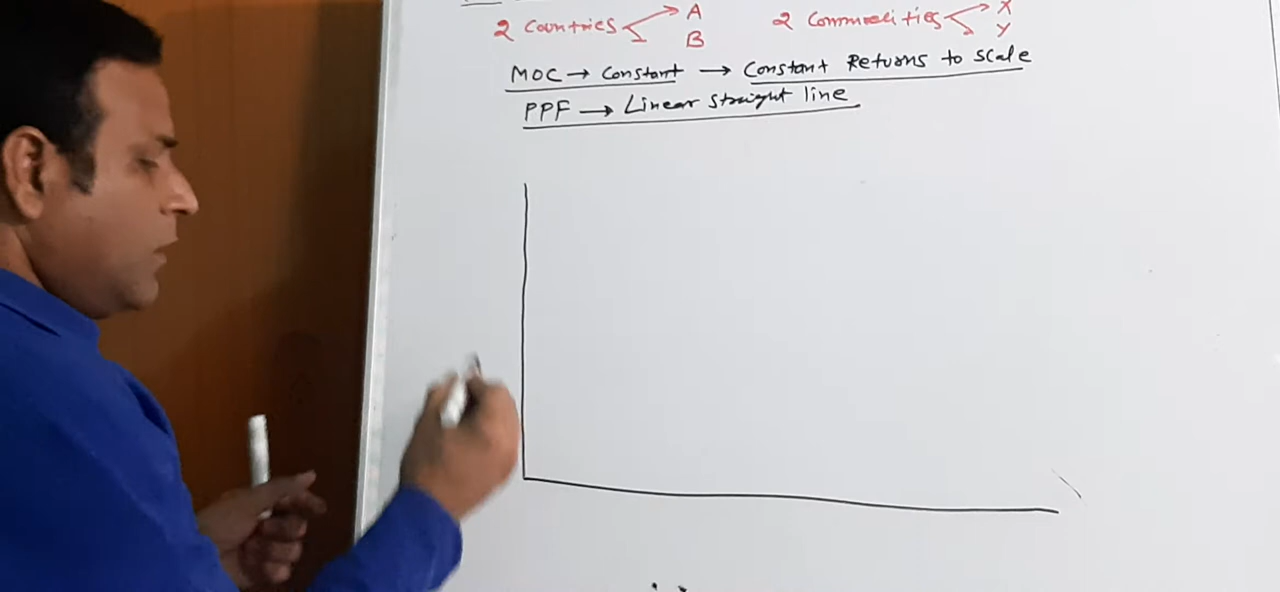 2 Countries A B 2 Commodities X Y
MOC → Constant → Constant Returns to Scale
PPF → Linear straight line